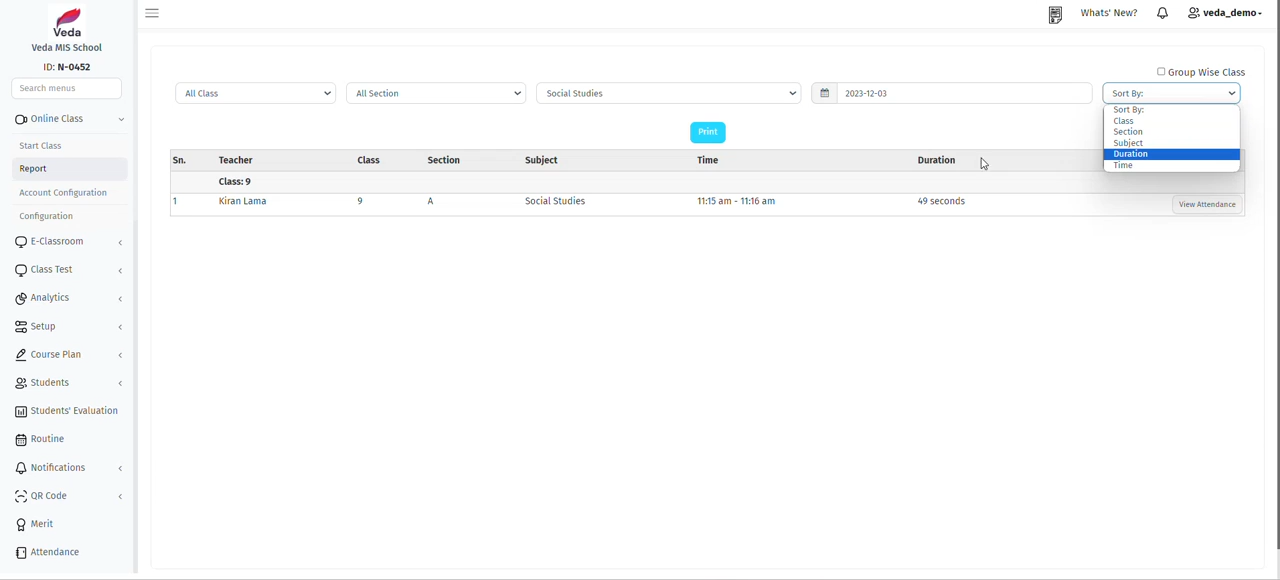 Veda
Veda MIS School
ID: N-0452
Search menus
Online Class
Start Class
Report
Account Configuration
Configuration
E-Classroom
Class Test
Analytics
Setup
Course Plan
Students
Students' Evaluation
Routine
Notifications
QR Code
Merit
Attendance
Whats' New?
veda_demo
Group Wise Class
All Class
All Section
Social Studies
2023-12-03
Sort By:
Sort By:
Class
Section
Subject
Duration
Time
Print
Sn. Teacher Class Section Subject Time Duration
Class: 9
1 Kiran Lama 9 A Social Studies 11:15 am - 11:16 am 49 seconds View Attendance